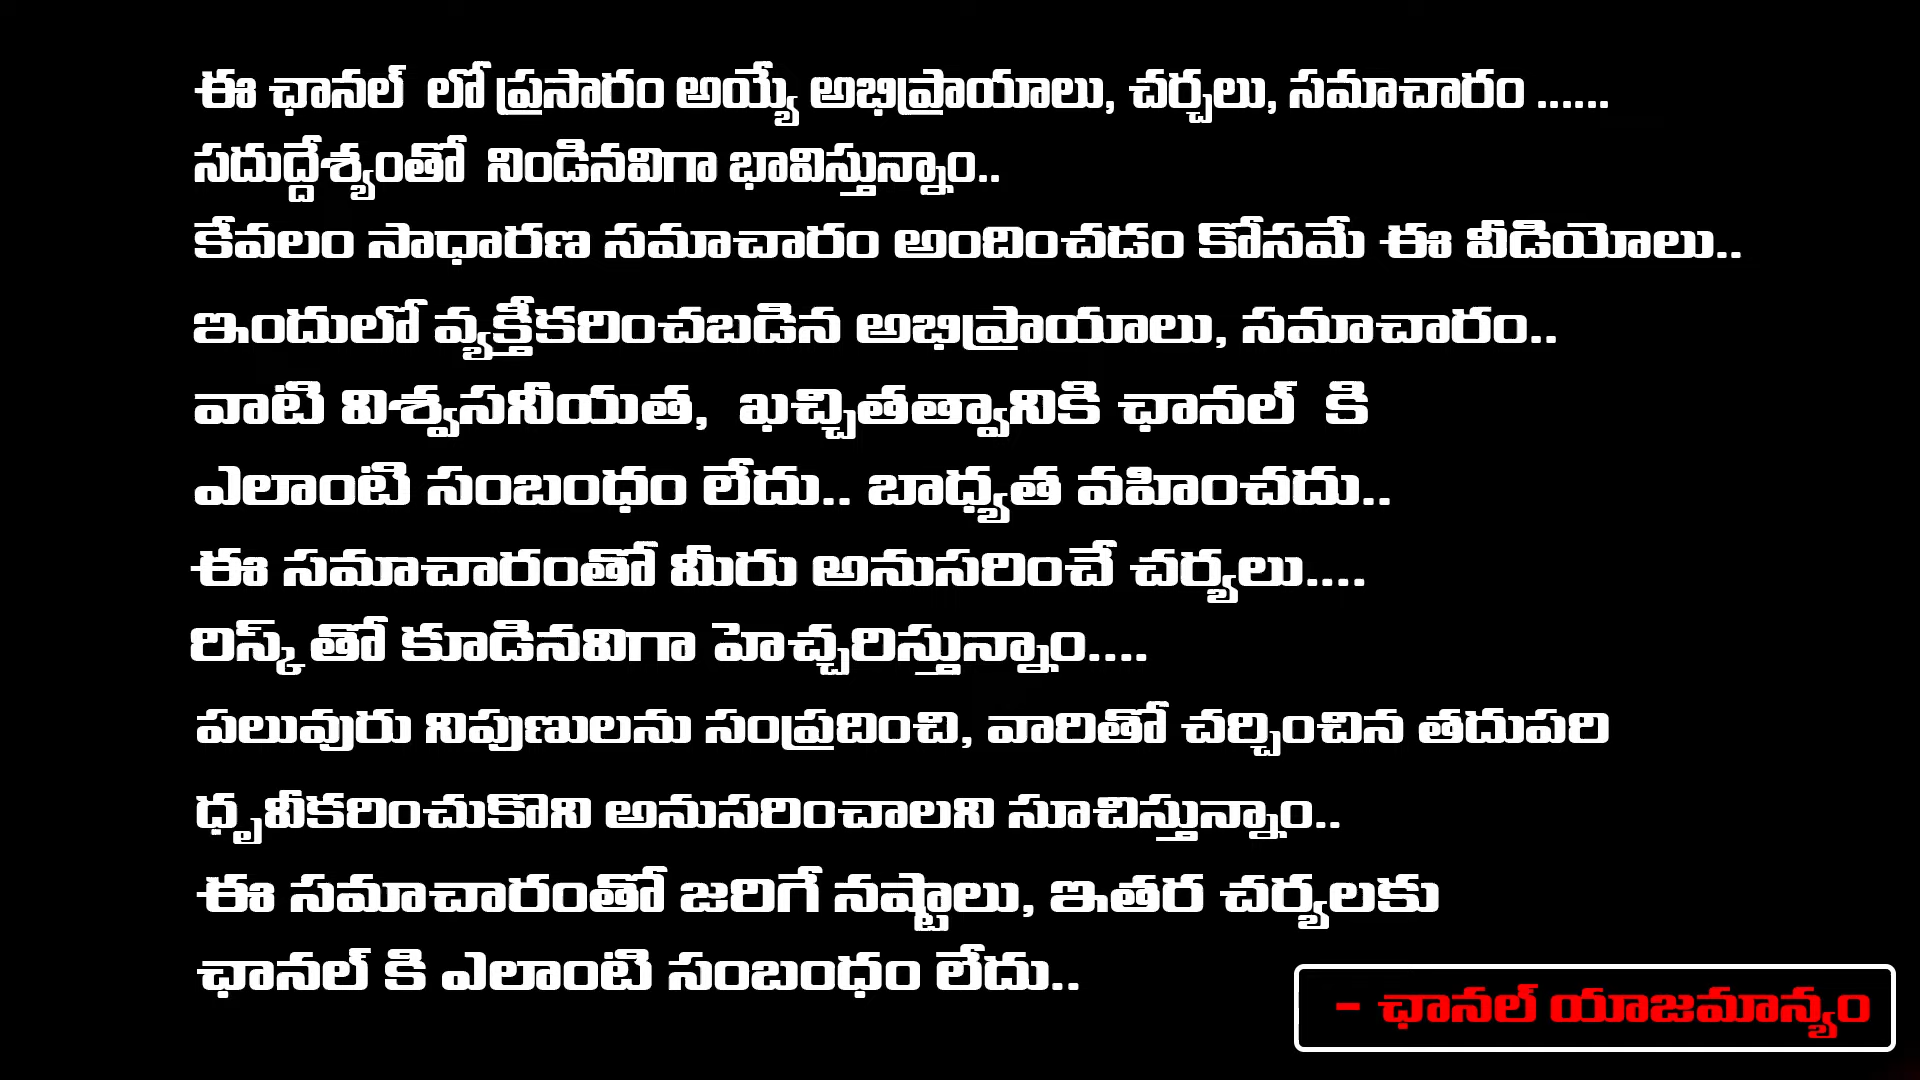 ఈ ఛానల్ లో ప్రసారం అయ్యే అభిప్రాయాలు, చర్చలు, సమాచారం ......
సదుద్దేశ్యంతో నిండినవిగా భావిస్తున్నాం..
కేవలం సాధారణ సమాచారం అందించడం కోసమే ఈ వీడియోలు..
ఇందులో వ్యక్తీకరించబడిన అభిప్రాయాలు, సమాచారం..
వాటి విశ్వసనీయత, ఖచ్చితత్వానికి ఛానల్ కి
ఎలాంటి సంబంధం లేదు.. బాధ్యత వహించదు..
ఈ సమాచారంతో మీరు అనుసరించే చర్యలు....
రిస్క్ తో కూడినవిగా హెచ్చరిస్తున్నాం....
పలువురు నిపుణులను సంప్రదించి, వారితో చర్చించిన తదుపరి
ధృవీకరించుకొని అనుసరించాలని సూచిస్తున్నాం..
ఈ సమాచారంతో జరిగే నష్టాలు, ఇతర చర్యలకు
ఛానల్ కి ఎలాంటి సంబంధం లేదు..
- ఛానల్ యాజమాన్యం